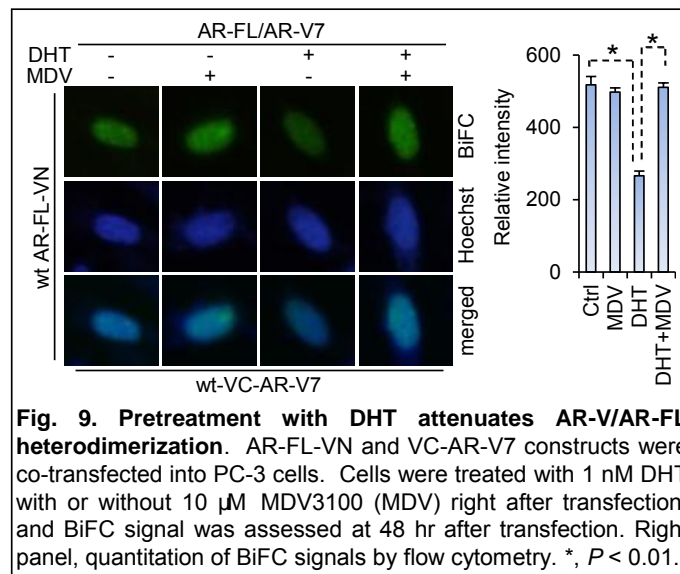 AR-FL/AR-V7
DHT - - + +
MDV - + - +
wt AR-FL-VN
BiFC
Hoechst
merged
wt-VC-AR-V7
Relative intensity
600
400
200
0
* *
Ctrl
MDV
DHT
DHT+MDV
Fig. 9. Pretreatment with DHT attenuates AR-V/AR-FL
heterodimerization. AR-FL-VN and VC-AR-V7 constructs were
co-transfected into PC-3 cells. Cells were treated with 1 nM DHT
with or without 10 µM MDV3100 (MDV) right after transfection
and BiFC signal was assessed at 48 hr after transfection. Righ
panel, quantitation of BiFC signals by flow cytometry. *, P < 0.01.